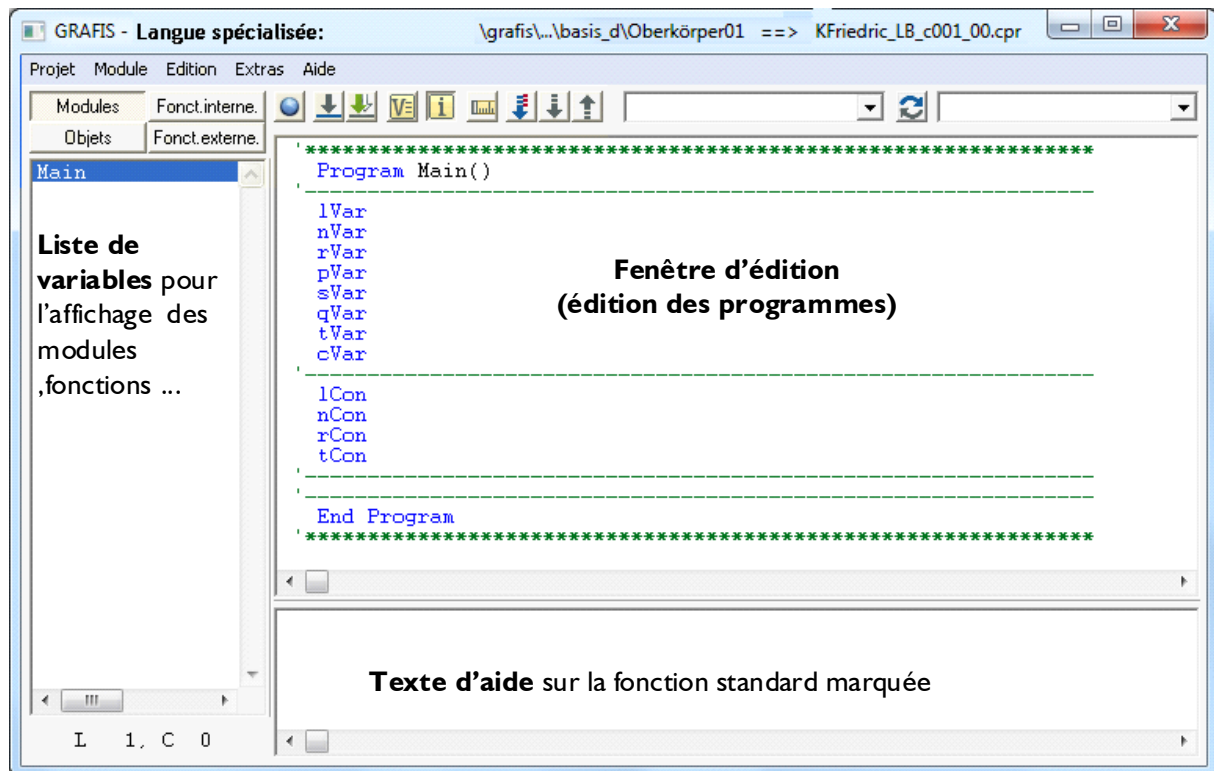 GRAFIS - Langue spécialisée: \grafis\...\basis_d\Oberkörper01 ==> KFriedric_LB_c001_00.cpr
Projet Module Edition Extras Aide
Modules Fonct.interne.
Objets Fonct.externe.
Main
Liste de
variables pour
l'affichage des
modules
,fonctions ...
L 1, C 0
'***************************************************************
Program Main()
'---------------------------------------------------------------
lVar
nVar
rVar
pVar
sVar
qVar
tVar
cVar
'---------------------------------------------------------------
lCon
nCon
rCon
tCon
'---------------------------------------------------------------
'---------------------------------------------------------------
End Program
'***************************************************************
Fenêtre d'édition
(édition des programmes)
Texte d'aide sur la fonction standard marquée